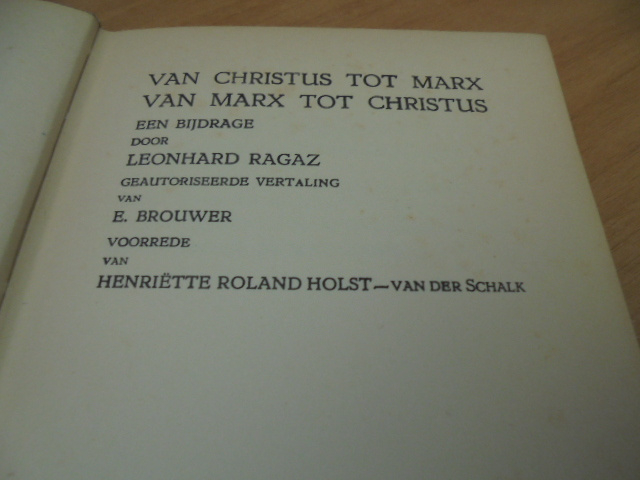 VAN CHRISTUS TOT MARX
VAN MARX TOT CHRISTUS
EEN BIJDRAGE
DOOR
LEONHARD RAGAZ
GEAUTORISEERDE VERTALING
VAN
E. BROUWER
VOORREDE
VAN
HENRIËTTE ROLAND HOLST—VAN DER SCHALK